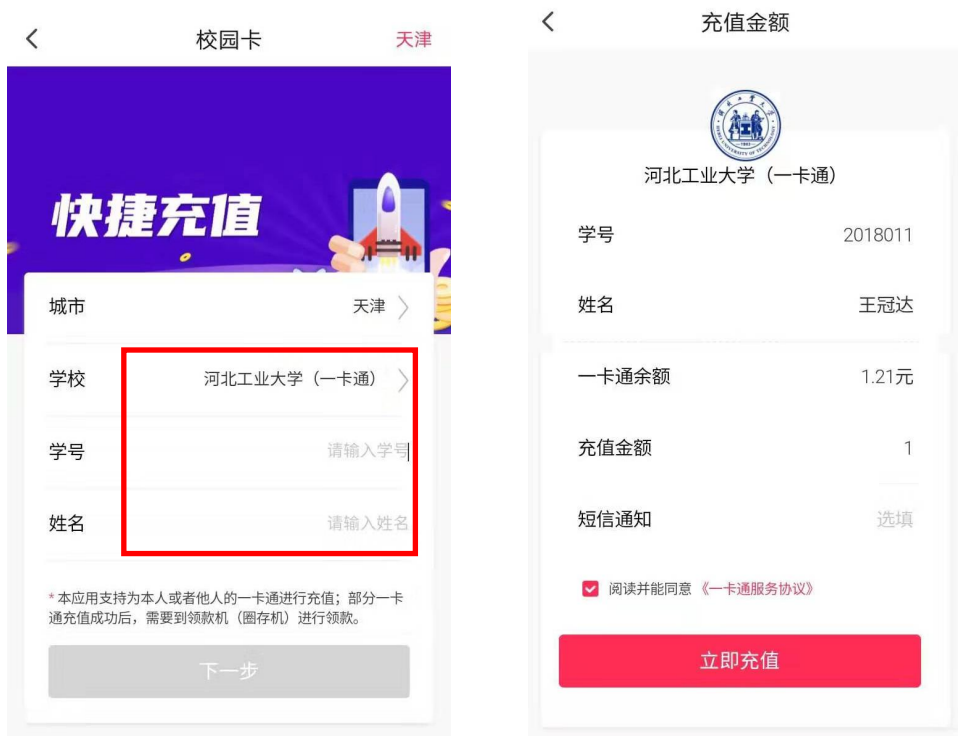 校园卡
天津
快捷充值
城市
天津
学校
河北工业大学（一卡通）
学号
请输入学号
姓名
请输入姓名
*本应用支持为本人或者他人的一卡通进行充值；部分一卡
通充值成功后，需要到领款机（圈存机）进行领款。
下一步
充值金额
河北工业大学（一卡通）
学号
2018011
姓名
王冠达
一卡通余额
1.21元
充值金额
1
短信通知
选填
阅读并能同意《一卡通服务协议》
立即充值